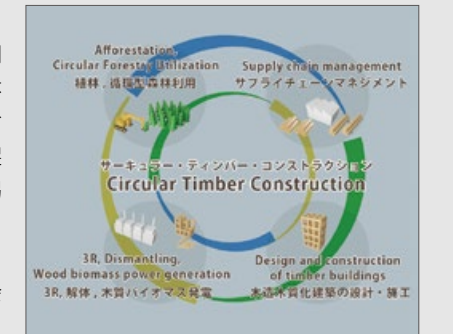 Afforestation,
Circular Forestry Utilization
植林．循環型森林利用
Supply chain management
サプライチェーンマネジメント
サーキュラー・ティンバー・コンストラクション
Circular Timber Construction
3R, Dismantling,
Wood biomass power generation
3R, 解体 , 木質バイオマス発電
Design and construction
of timber buildings
木造木質化建築の設計・施工